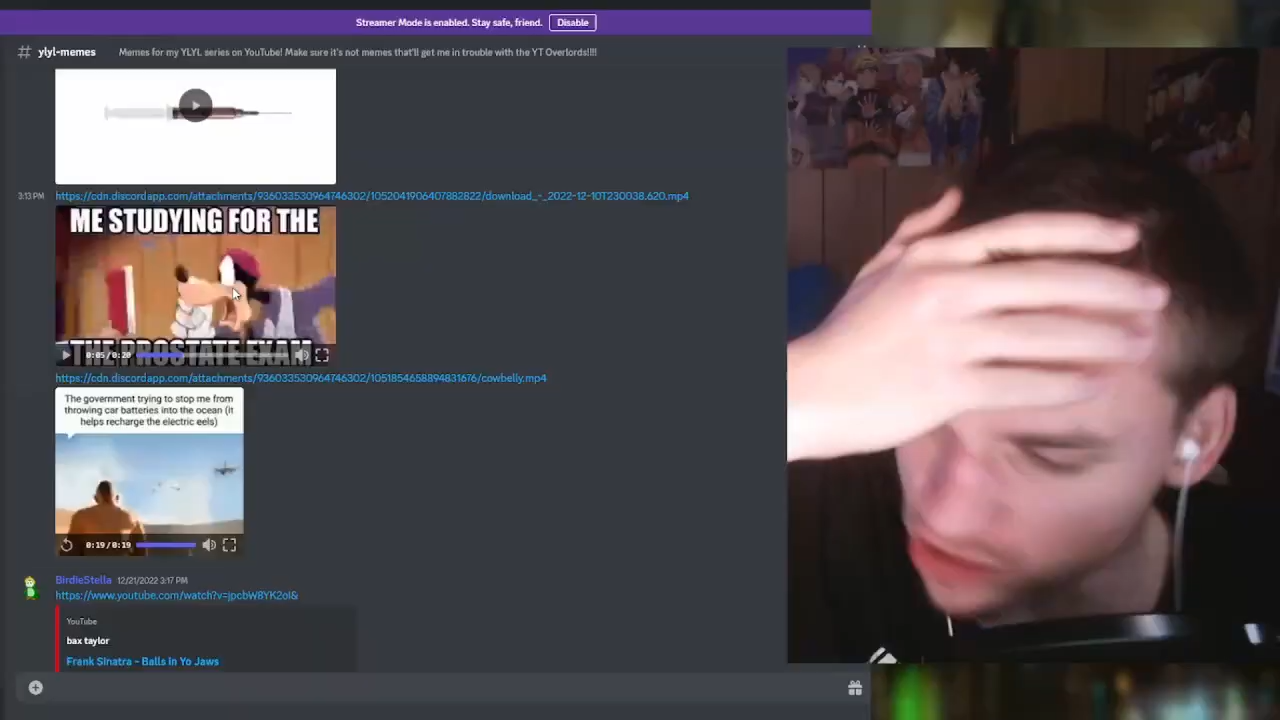 Streamer Mode is enabled. Stay safe, friend.
Disable
ylyl-memes
Memes for my YLYL series on YouTube! Make sure it's not memes that'll get me in trouble with the YT Overlords!!!!
3:13 PM
https://cdn.discordapp.com/attachments/936033530964746302/1052041906407882822/download_-_2022-12-10T230038.620.mp4
ME STUDYING FOR THE
THE PROSTATE EXAM
0:05/0:20
https://cdn.discordapp.com/attachments/936033530964746302/1051854658894831676/cowbelly.mp4
The government trying to stop me from
throwing car batteries into the ocean (it
helps recharge the electric eels)
0:19/0:19
BirdieStella 12/21/2022 3:17 PM
https://www.youtube.com/watch?v=jpcbW8YK2oI&
YouTube
bax taylor
Frank Sinatra - Balls in Yo Jaws